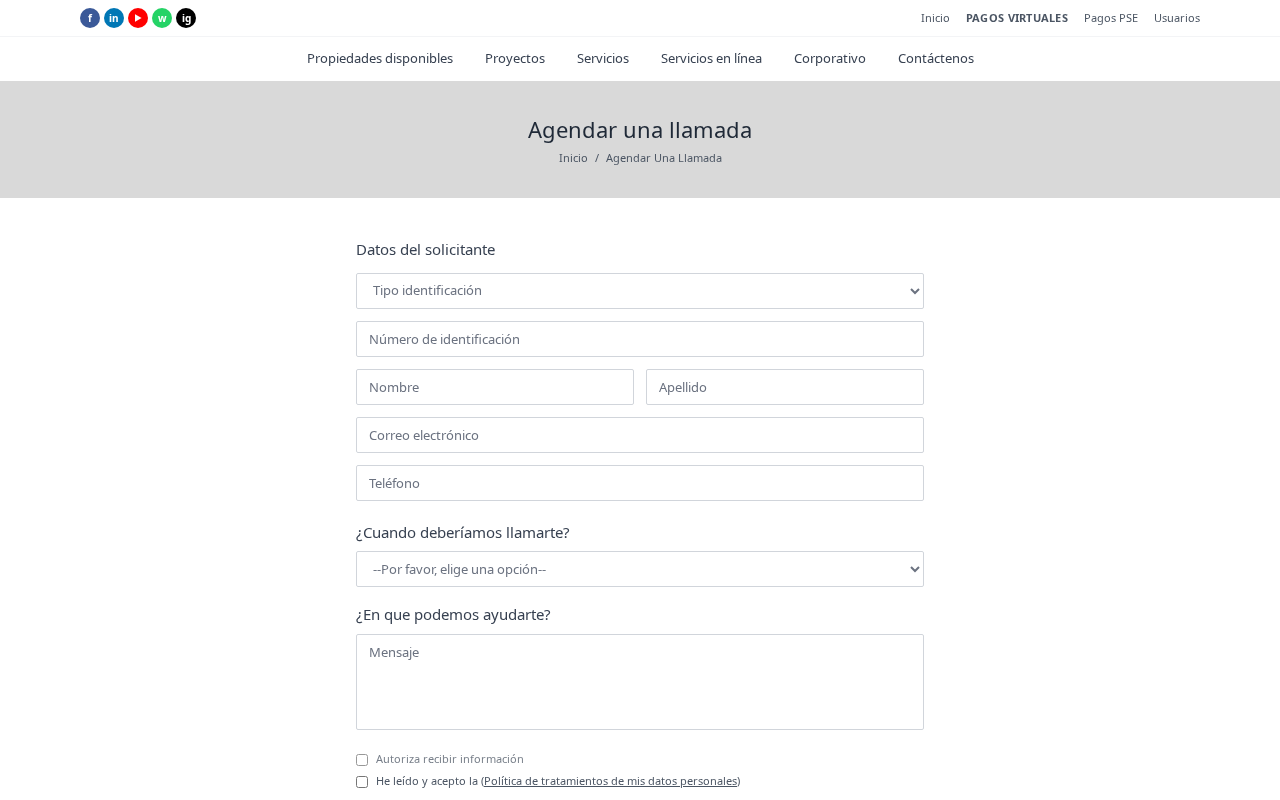 f in w ig
Inicio PAGOS VIRTUALES Pagos PSE Usuarios
Propiedades disponibles Proyectos Servicios Servicios en línea Corporativo Contáctenos
Agendar una llamada
Inicio / Agendar Una Llamada
Datos del solicitante
Tipo identificación
Número de identificación
Nombre Apellido
Correo electrónico
Teléfono
¿Cuando deberíamos llamarte?
--Por favor, elige una opción--
¿En que podemos ayudarte?
Mensaje
Autoriza recibir información
He leído y acepto la (Política de tratamientos de mis datos personales)